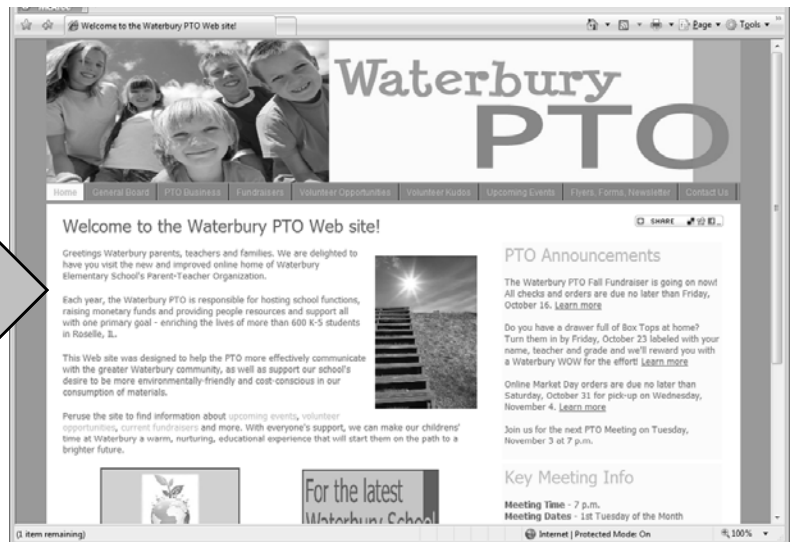 Welcome to the Waterbury PTO Web site!
Page
Tools
Waterbury
PTO
Home General Board PTO Business Fundraisers Volunteer Opportunities Volunteer Kudos Upcoming Events Flyers, Forms, Newsletter Contact Us
SHARE
Welcome to the Waterbury PTO Web site!
Greetings Waterbury parents, teachers and families. We are delighted to
have you visit the new and improved online home of Waterbury
Elementary School's Parent-Teacher Organization.
Each year, the Waterbury PTO is responsible for hosting school functions,
raising monetary funds and providing people resources and support all
with one primary goal - enriching the lives of more than 600 K-5 students
in Roselle, IL.
This Web site was designed to help the PTO more effectively communicate
with the greater Waterbury community, as well as support our school's
desire to be more environmentally-friendly and cost-conscious in our
consumption of materials.
Peruse the site to find information about upcoming events, volunteer
opportunities, current fundraisers and more. With everyone's support, we can make our childrens'
time at Waterbury a warm, nurturing, educational experience that will start them on the path to a
brighter future.
For the latest
Waterbury School
PTO Announcements
The Waterbury PTO Fall Fundraiser is going on now!
All checks and orders are due no later than Friday,
October 16. Learn more
Do you have a drawer full of Box Tops at home?
Turn them in by Friday, October 23 labeled with your
name, teacher and grade and we'll reward you with
a Waterbury WOW for the effort! Learn more
Online Market Day orders are due no later than
Saturday, October 31 for pick-up on Wednesday,
November 4. Learn more
Join us for the next PTO Meeting on Tuesday,
November 3 at 7 p.m.
Key Meeting Info
Meeting Time - 7 p.m.
Meeting Dates - 1st Tuesday of the Month
(1 item remaining)
Internet | Protected Mode: On
100%